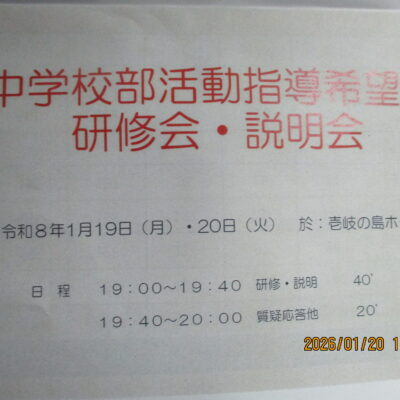 中学校部活動指導希望
研修会・説明会
令和8年1月19日(月)・20日(火) 於:壱岐の島ホ
日 程 19:00~19:40 研修・説明 40'
19:40~20:00 質疑応答他 20'
2026/01/20 1